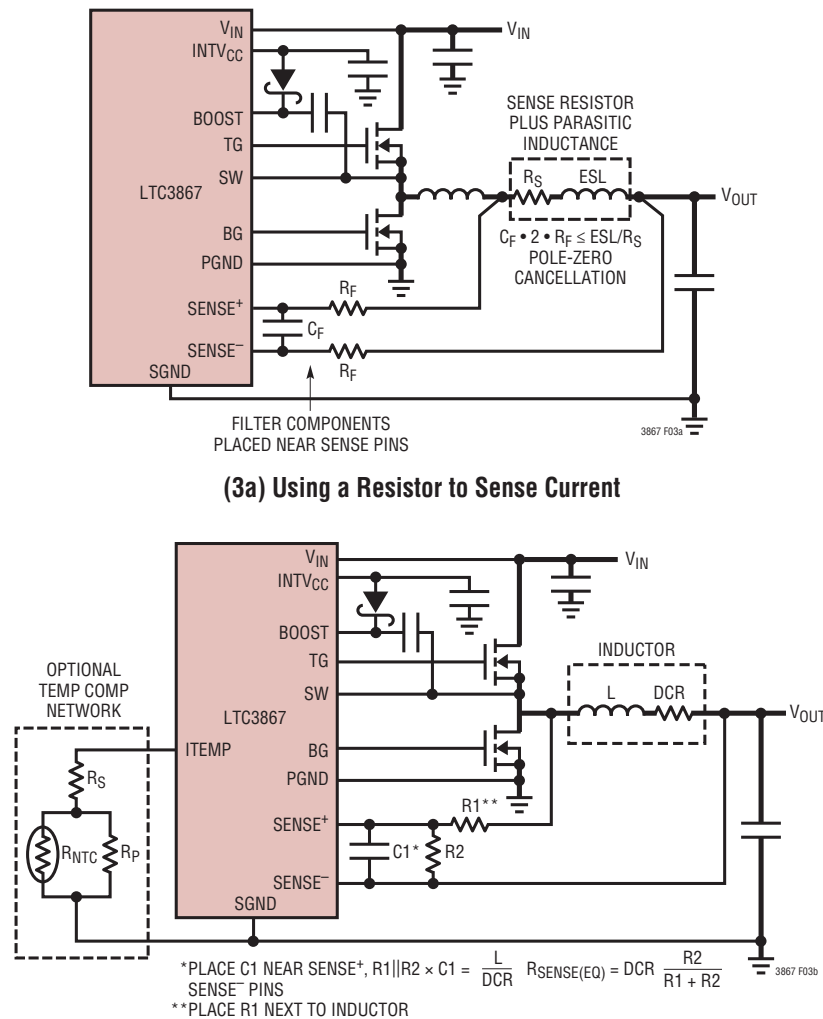 VIN
INTVCC
BOOST
TG
SW
LTC3867
BG
PGND
SENSE+
SENSE–
SGND
VIN
SENSE RESISTOR
PLUS PARASITIC
INDUCTANCE
RS
ESL
VOUT
CF • 2 • RF ≤ ESL/RS
POLE-ZERO
CANCELLATION
RF
CF
RF
FILTER COMPONENTS
PLACED NEAR SENSE PINS
3867 F03a
(3a) Using a Resistor to Sense Current
VIN
INTVCC
BOOST
TG
SW
LTC3867
ITEMP
BG
PGND
SENSE+
SENSE–
SGND
OPTIONAL
TEMP COMP
NETWORK
RS
RNTC
RP
VIN
INDUCTOR
L
DCR
VOUT
R1**
C1*
R2
*PLACE C1 NEAR SENSE+, R1||R2 × C1 = L/DCR RSENSE(EQ) = DCR R2/(R1 + R2)
SENSE– PINS
**PLACE R1 NEXT TO INDUCTOR
3867 F03b